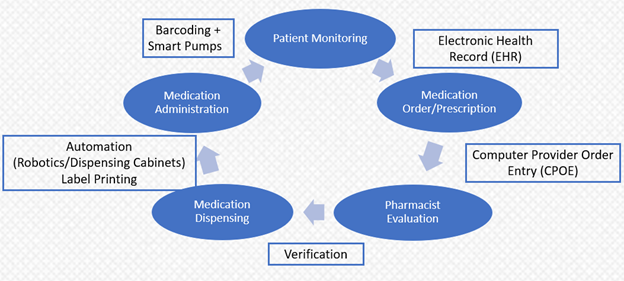 Barcoding +
Smart Pumps
Patient Monitoring
Electronic Health
Record (EHR)
Medication
Administration
Medication
Order/Prescription
Automation
(Robotics/Dispensing Cabinets)
Label Printing
Computer Provider Order
Entry (CPOE)
Medication
Dispensing
Pharmacist
Evaluation
Verification